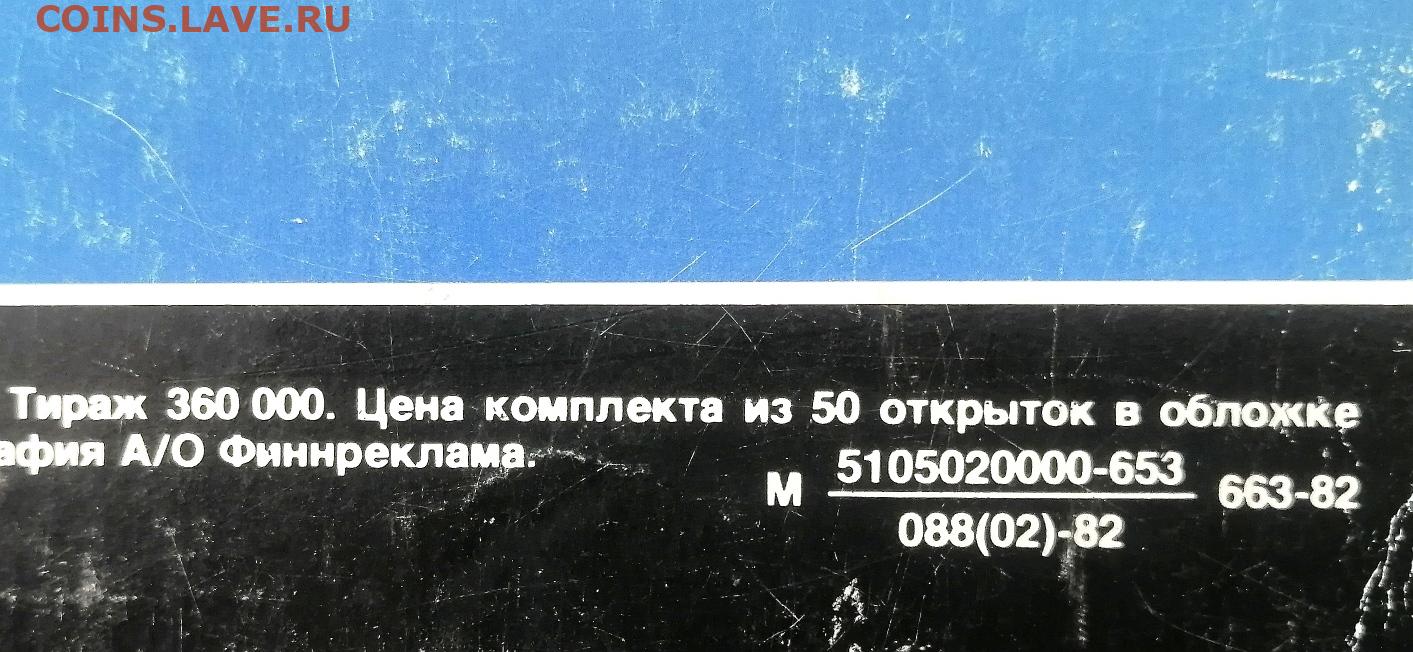 COINS.LAVE.RU
Тираж 360 000. Цена комплекта из 50 открыток в обложке
афия А/О Финнреклама.
М 5105020000-653 663-82
088(02)-82